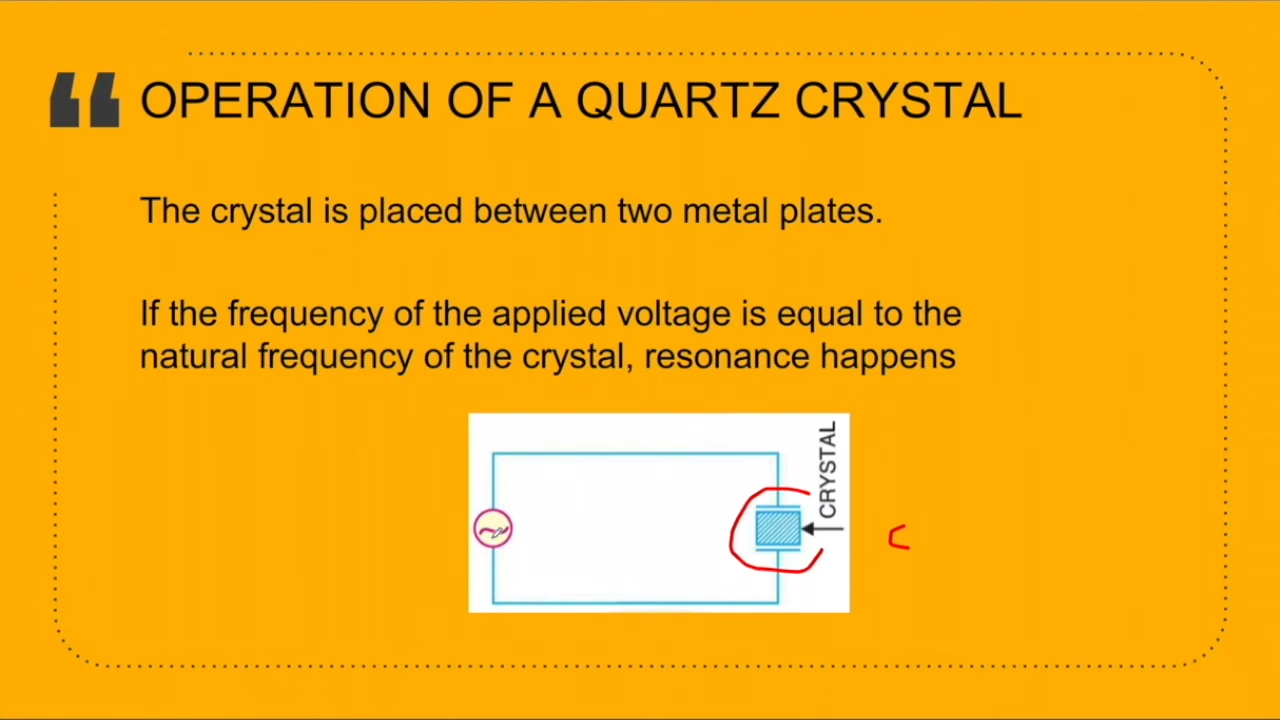 OPERATION OF A QUARTZ CRYSTAL
The crystal is placed between two metal plates.
If the frequency of the applied voltage is equal to the
natural frequency of the crystal, resonance happens
CRYSTAL
C